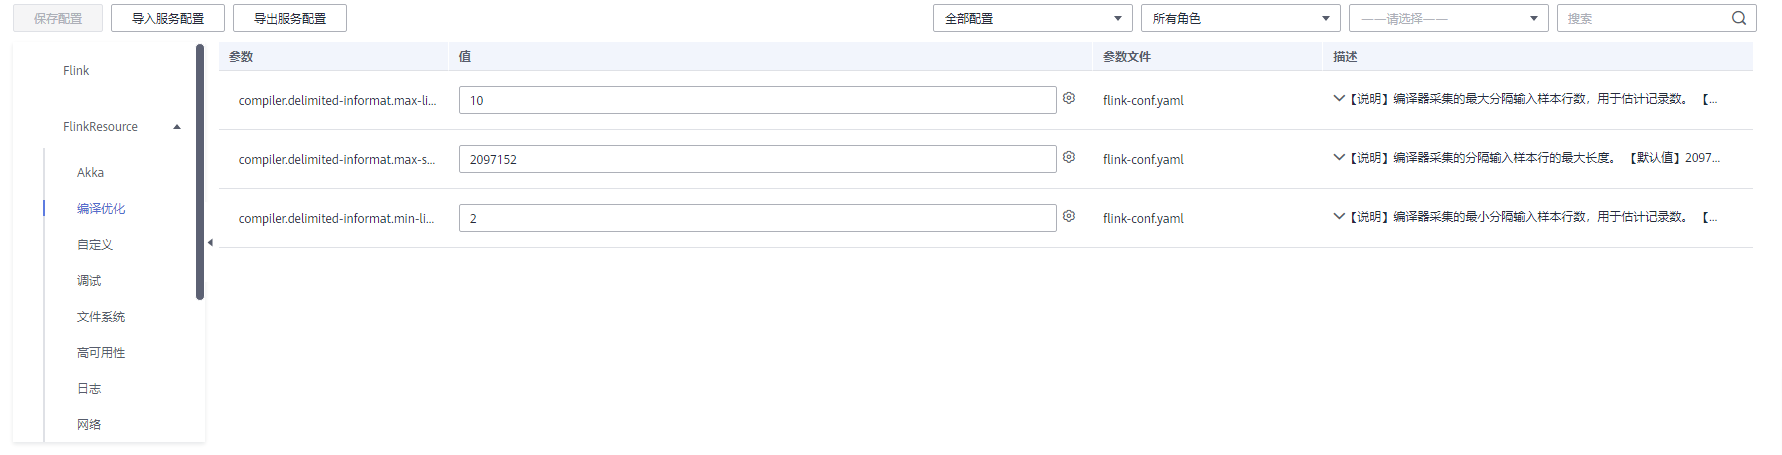 保存配置 导入服务配置 导出服务配置 全部配置 所有角色 ——请选择—— 搜索
Flink
FlinkResource
Akka
编译优化
自定义
调试
文件系统
高可用性
日志
网络
参数 值 参数文件 描述
compiler.delimited-informat.max-li... 10 flink-conf.yaml 【说明】编译器采集的最大分隔输入样本行数，用于估计记录数。 【...
compiler.delimited-informat.max-s... 2097152 flink-conf.yaml 【说明】编译器采集的分隔输入样本行的最大长度。 【默认值】2097...
compiler.delimited-informat.min-li... 2 flink-conf.yaml 【说明】编译器采集的最小分隔输入样本行数，用于估计记录数。 【...